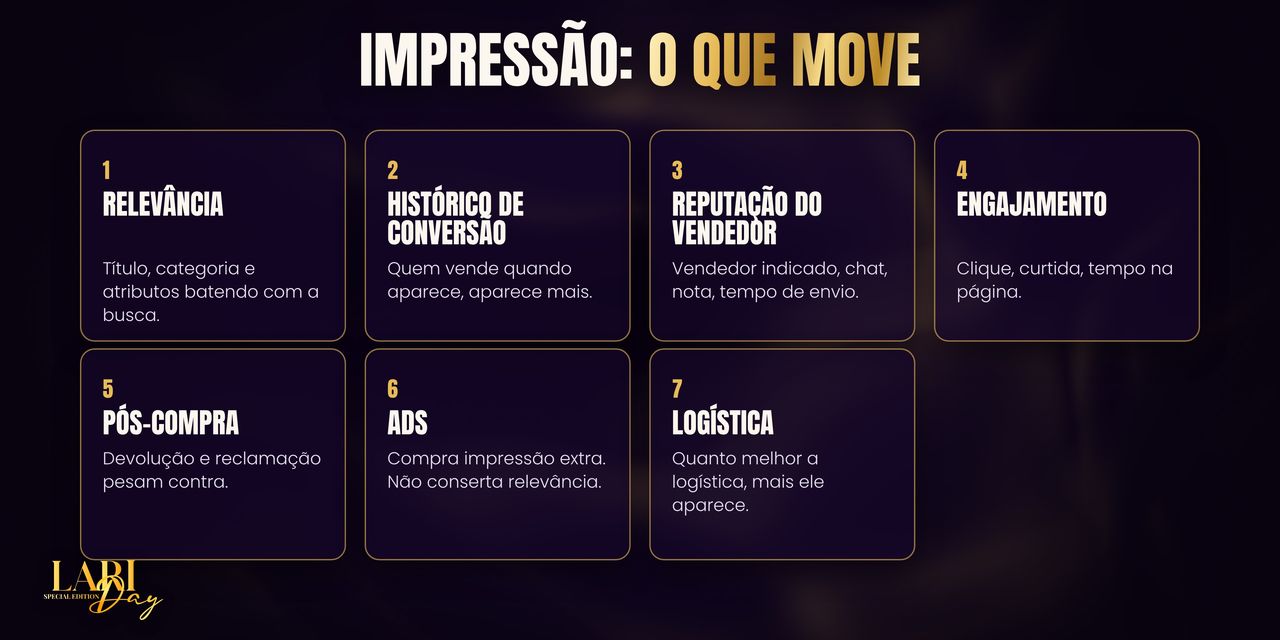 IMPRESSÃO: O QUE MOVE
1
RELEVÂNCIA
Título, categoria e
atributos batendo com a
busca.
2
HISTÓRICO DE
CONVERSÃO
Quem vende quando
aparece, aparece mais.
3
REPUTAÇÃO DO
VENDEDOR
Vendedor indicado, chat,
nota, tempo de envio.
4
ENGAJAMENTO
Clique, curtida, tempo na
página.
5
PÓS-COMPRA
Devolução e reclamação
pesam contra.
6
ADS
Compra impressão extra.
Não conserta relevância.
7
LOGÍSTICA
Quanto melhor a
logística, mais ele
aparece.
LABI
SPECIAL EDITION Day